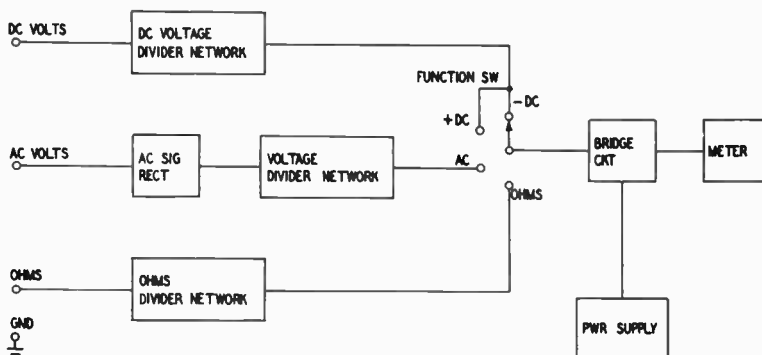 DC VOLTS
DC VOLTAGE
DIVIDER NETWORK
FUNCTION SW
-DC
+DC
AC VOLTS
AC SIG
RECT
VOLTAGE
DIVIDER NETWORK
AC
BRIDGE
CKT
METER
OHMS
OHMS
OHMS
DIVIDER NETWORK
GND
PWR SUPPLY